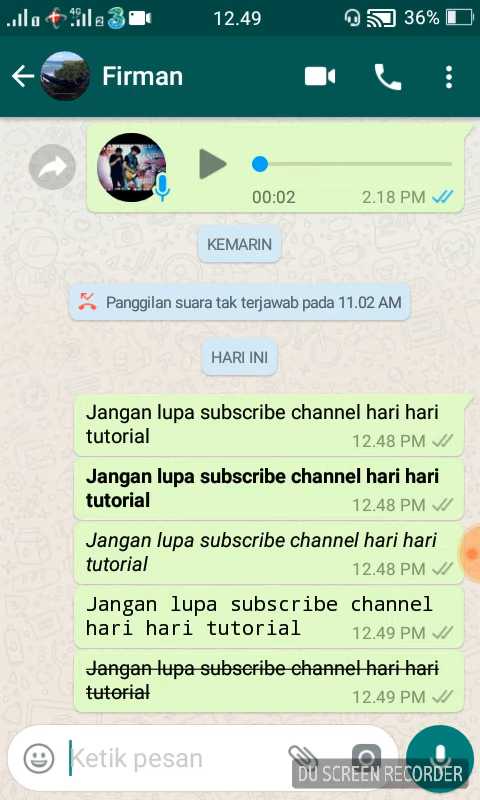 4G
12.49
36%
Firman
00:02
2.18 PM
KEMARIN
Panggilan suara tak terjawab pada 11.02 AM
HARI INI
Jangan lupa subscribe channel hari hari
tutorial
12.48 PM
Jangan lupa subscribe channel hari hari
tutorial
12.48 PM
Jangan lupa subscribe channel hari hari
tutorial
12.48 PM
Jangan lupa subscribe channel
hari hari tutorial
12.49 PM
Jangan lupa subscribe channel hari hari
tutorial
12.49 PM
Ketik pesan
DU SCREEN RECORDER